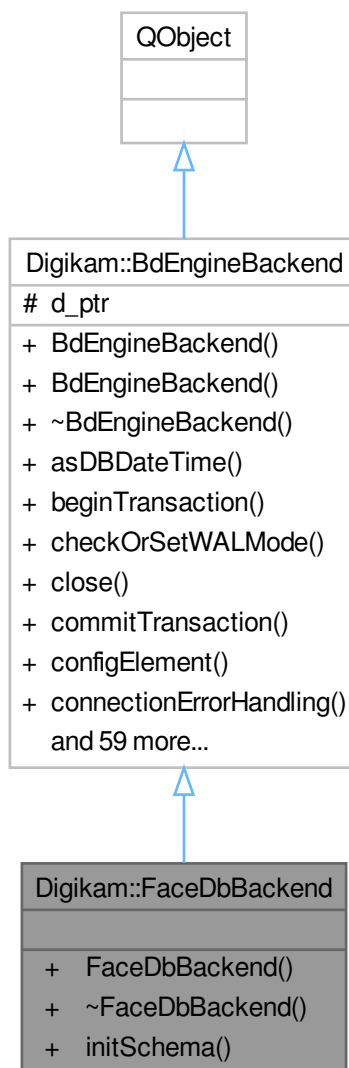 QObject
Digikam::BdEngineBackend
# d_ptr
+ BdEngineBackend()
+ BdEngineBackend()
+ ~BdEngineBackend()
+ asDBDateTime()
+ beginTransaction()
+ checkOrSetWALMode()
+ close()
+ commitTransaction()
+ configElement()
+ connectionErrorHandling()
and 59 more...
Digikam::FaceDbBackend
+ FaceDbBackend()
+ ~FaceDbBackend()
+ initSchema()